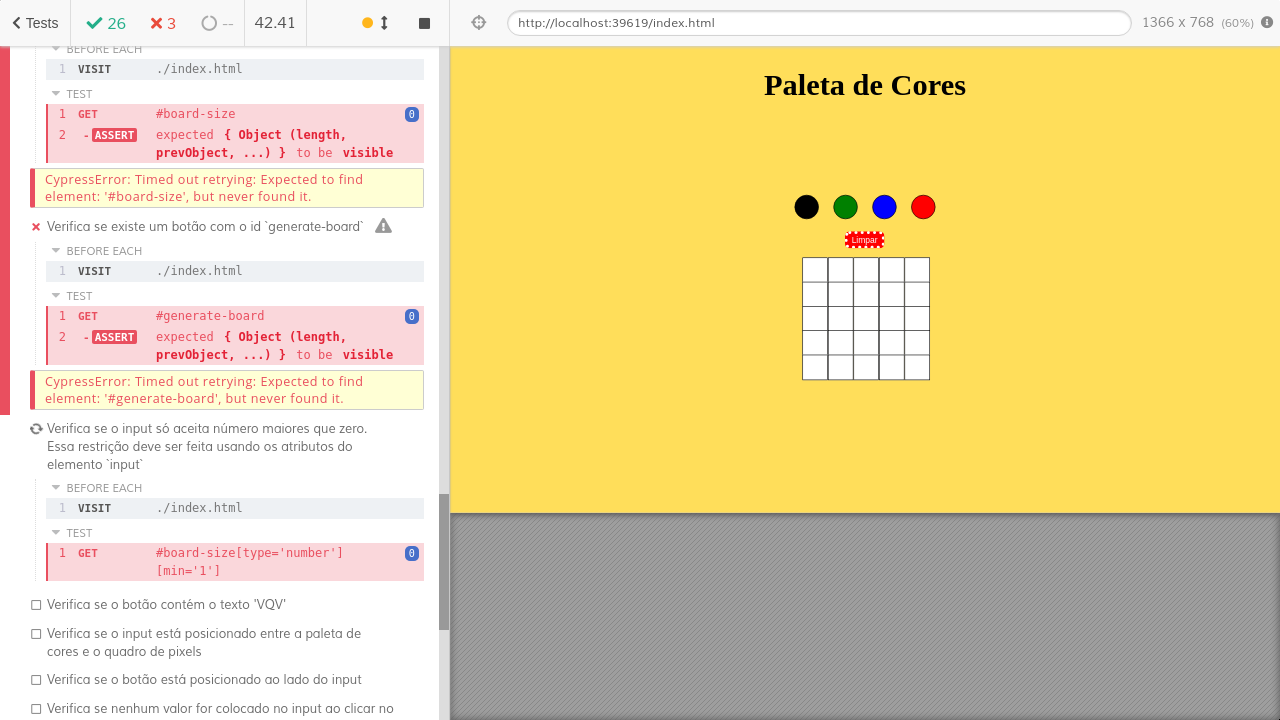 Tests 26 3 -- 42.41
http://localhost:39619/index.html 1366 x 768 (60%)
BEFORE EACH
1 VISIT ./index.html
TEST
1 GET #board-size 0
2 -ASSERT expected { Object (length,
prevObject, ...) } to be visible
CypressError: Timed out retrying: Expected to find
element: '#board-size', but never found it.
Verifica se existe um botão com o id `generate-board`
BEFORE EACH
1 VISIT ./index.html
TEST
1 GET #generate-board 0
2 -ASSERT expected { Object (length,
prevObject, ...) } to be visible
CypressError: Timed out retrying: Expected to find
element: '#generate-board', but never found it.
Verifica se o input só aceita número maiores que zero.
Essa restrição deve ser feita usando os atributos do
elemento `input`
BEFORE EACH
1 VISIT ./index.html
TEST
1 GET #board-size[type='number'] 0
[min='1']
Verifica se o botão contém o texto 'VQV'
Verifica se o input está posicionado entre a paleta de
cores e o quadro de pixels
Verifica se o botão está posicionado ao lado do input
Verifica se nenhum valor for colocado no input ao clicar no
Paleta de Cores
Limpar